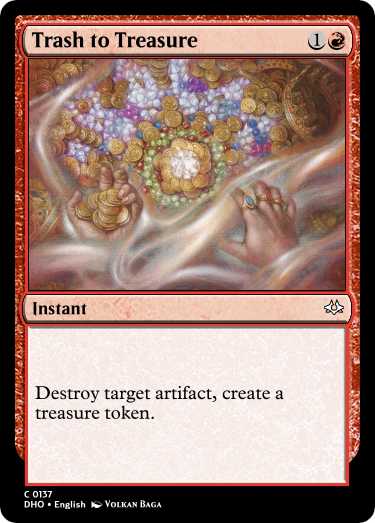 Trash to Treasure 1
Instant
Destroy target artifact, create a
treasure token.
C 0137
DHO • English VOLKAN BAGA